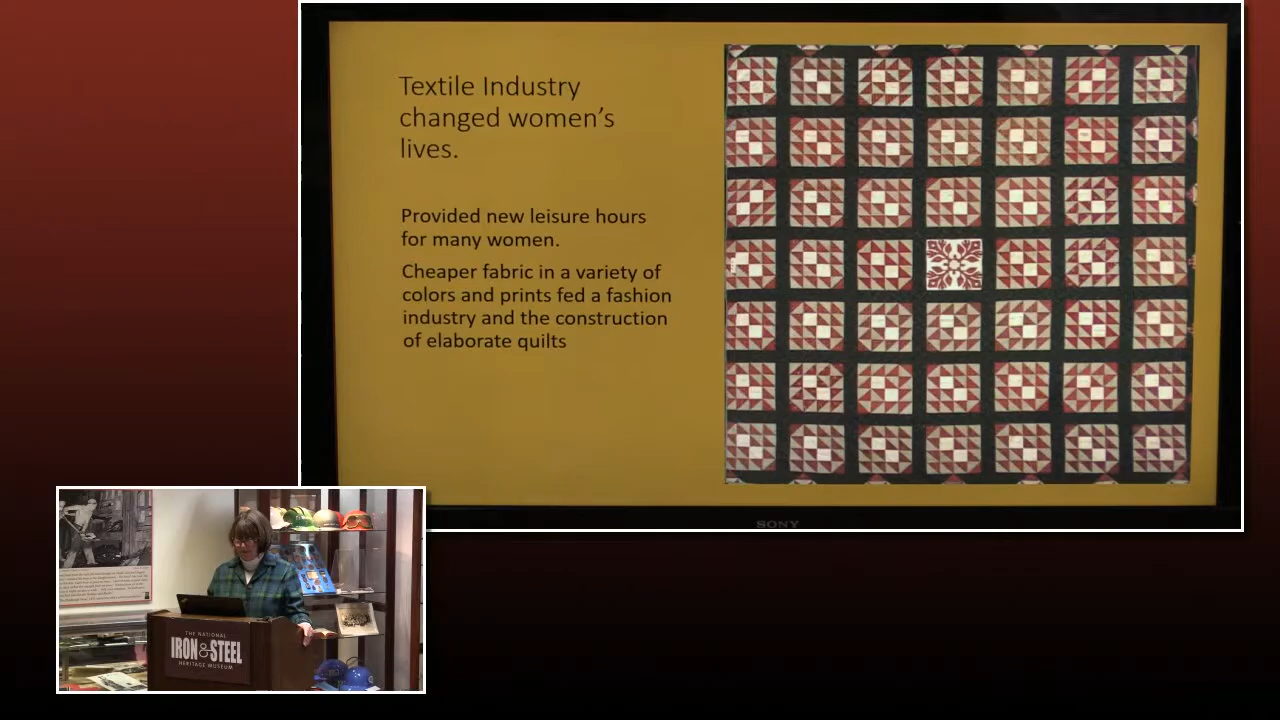 Textile Industry
changed women's
lives.
Provided new leisure hours
for many women.
Cheaper fabric in a variety of
colors and prints fed a fashion
industry and the construction
of elaborate quilts
SONY
THE NATIONAL
IRON & STEEL
HERITAGE MUSEUM